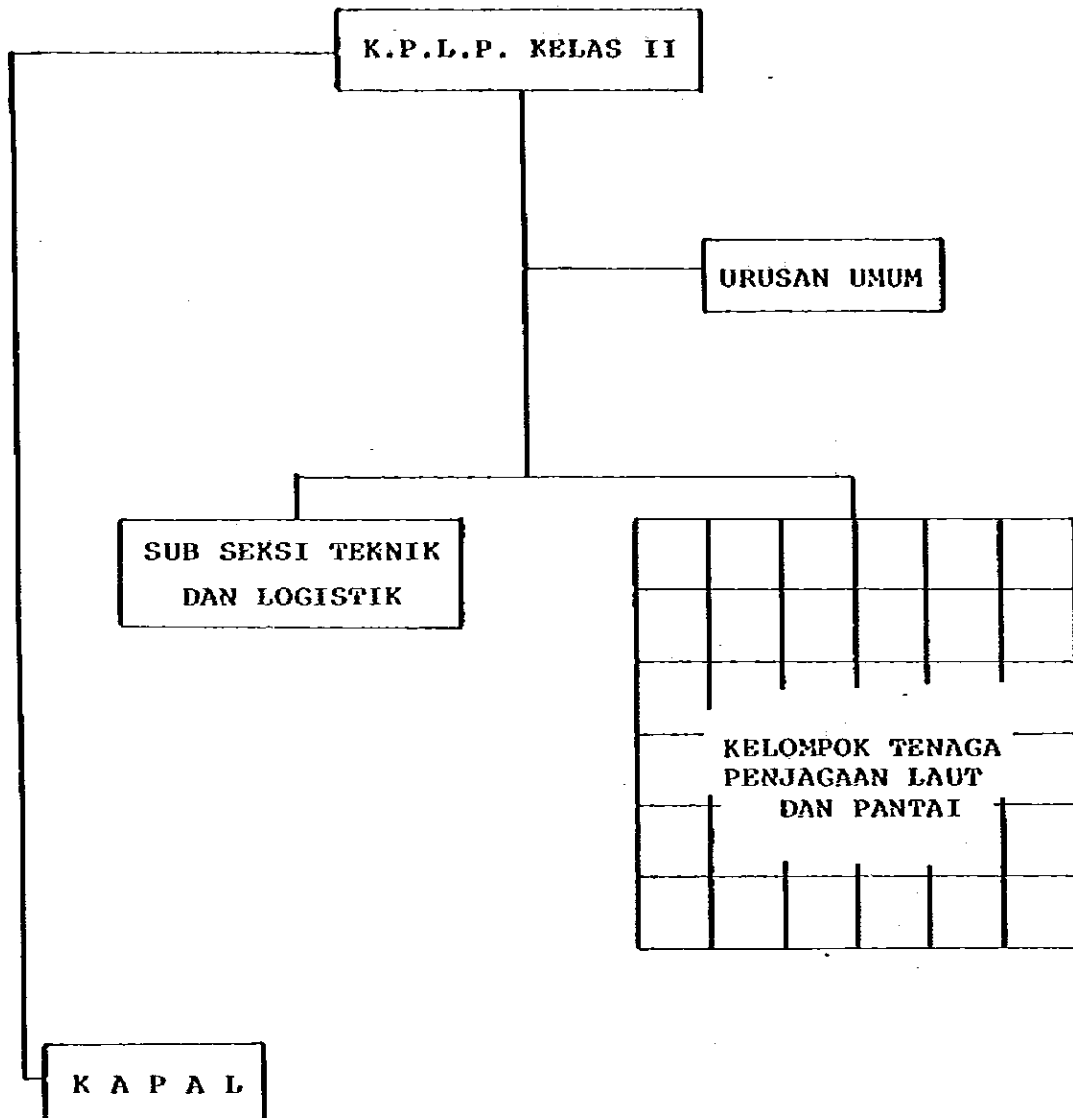 K.P.L.P. KELAS II
URUSAN UMUM
SUB SEKSI TEKNIK
DAN LOGISTIK
KELOMPOK TENAGA
PENJAGAAN LAUT
DAN PANTAI
K A P A L